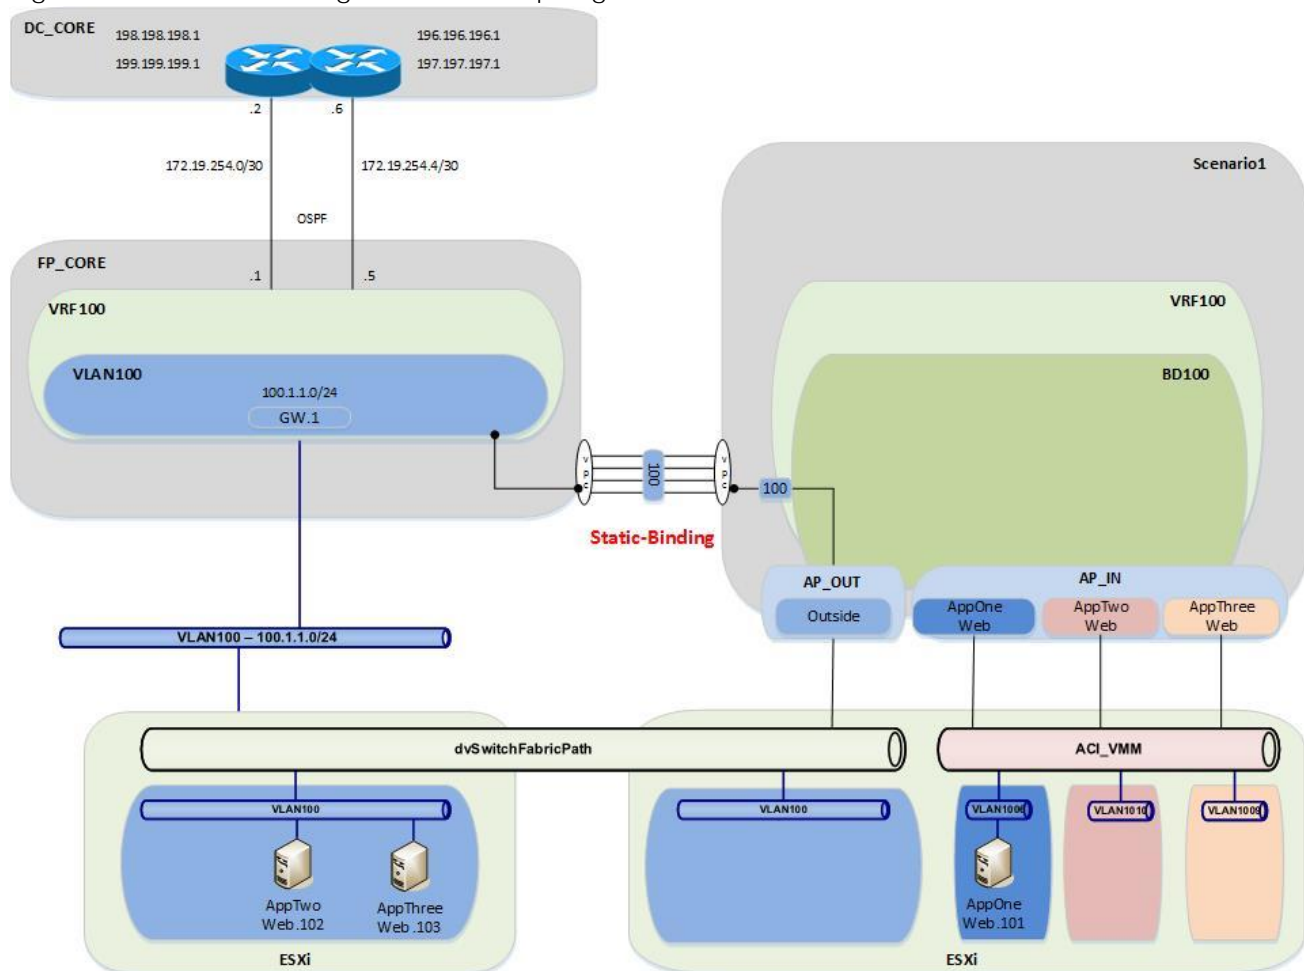 DC_CORE
198.198.198.1
199.199.199.1
196.196.196.1
197.197.197.1
.2
.6
172.19.254.0/30
172.19.254.4/30
OSPF
FP_CORE
.1
.5
VRF100
VLAN100
100.1.1.0/24
GW.1
vpc
100
vpc
100
Static-Binding
Scenario1
VRF100
BD100
AP_OUT
Outside
AP_IN
AppOne
Web
AppTwo
Web
AppThree
Web
VLAN100 – 100.1.1.0/24
dvSwitchFabricPath
ACI_VMM
VLAN100
VLAN100
VLAN1006
VLAN1010
VLAN1009
AppTwo
Web.102
AppThree
Web.103
AppOne
Web.101
ESXi
ESXi